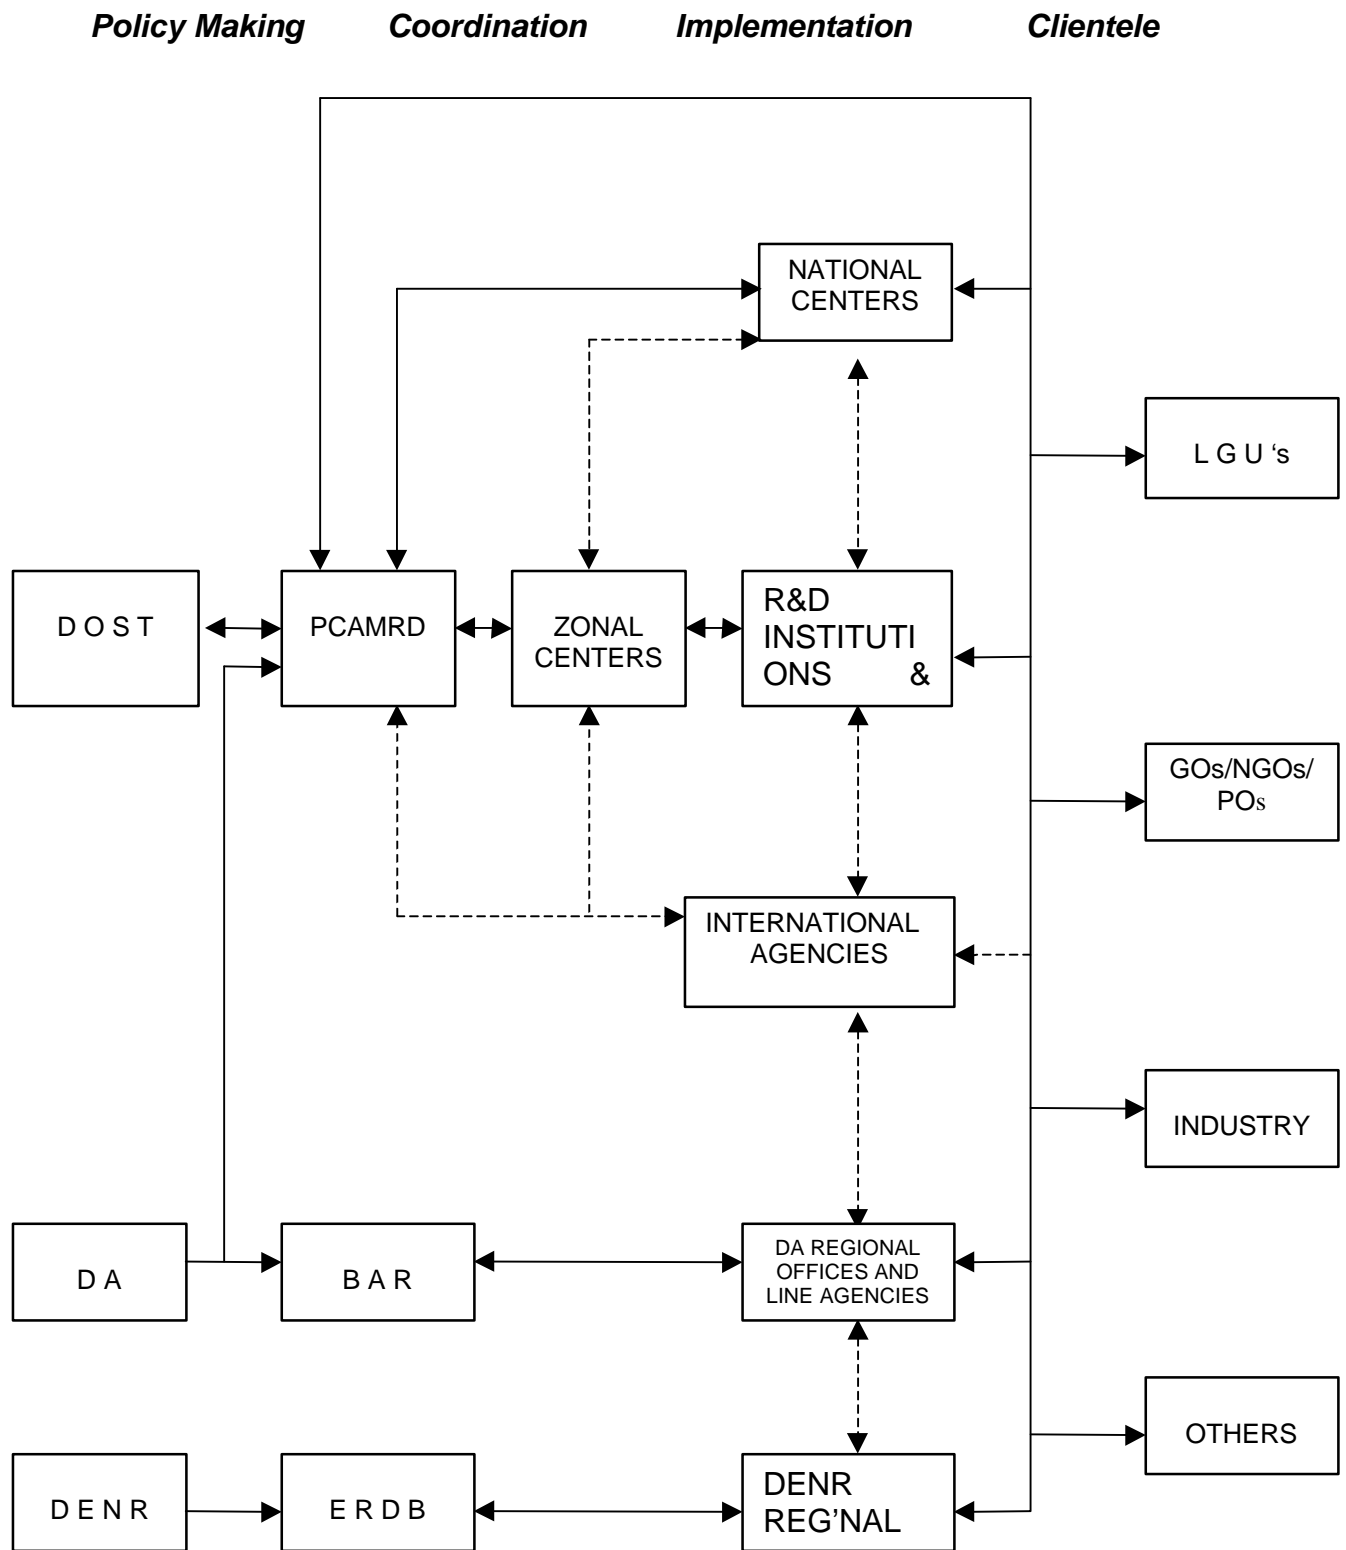 Policy Making Coordination Implementation Clientele
NATIONAL
CENTERS
L G U ‘s
D O S T
PCAMRD
ZONAL
CENTERS
R&D
INSTITUTI
ONS &
GOs/NGOs/
POs
INTERNATIONAL
AGENCIES
INDUSTRY
D A
B A R
DA REGIONAL
OFFICES AND
LINE AGENCIES
OTHERS
D E N R
E R D B
DENR
REG’NAL